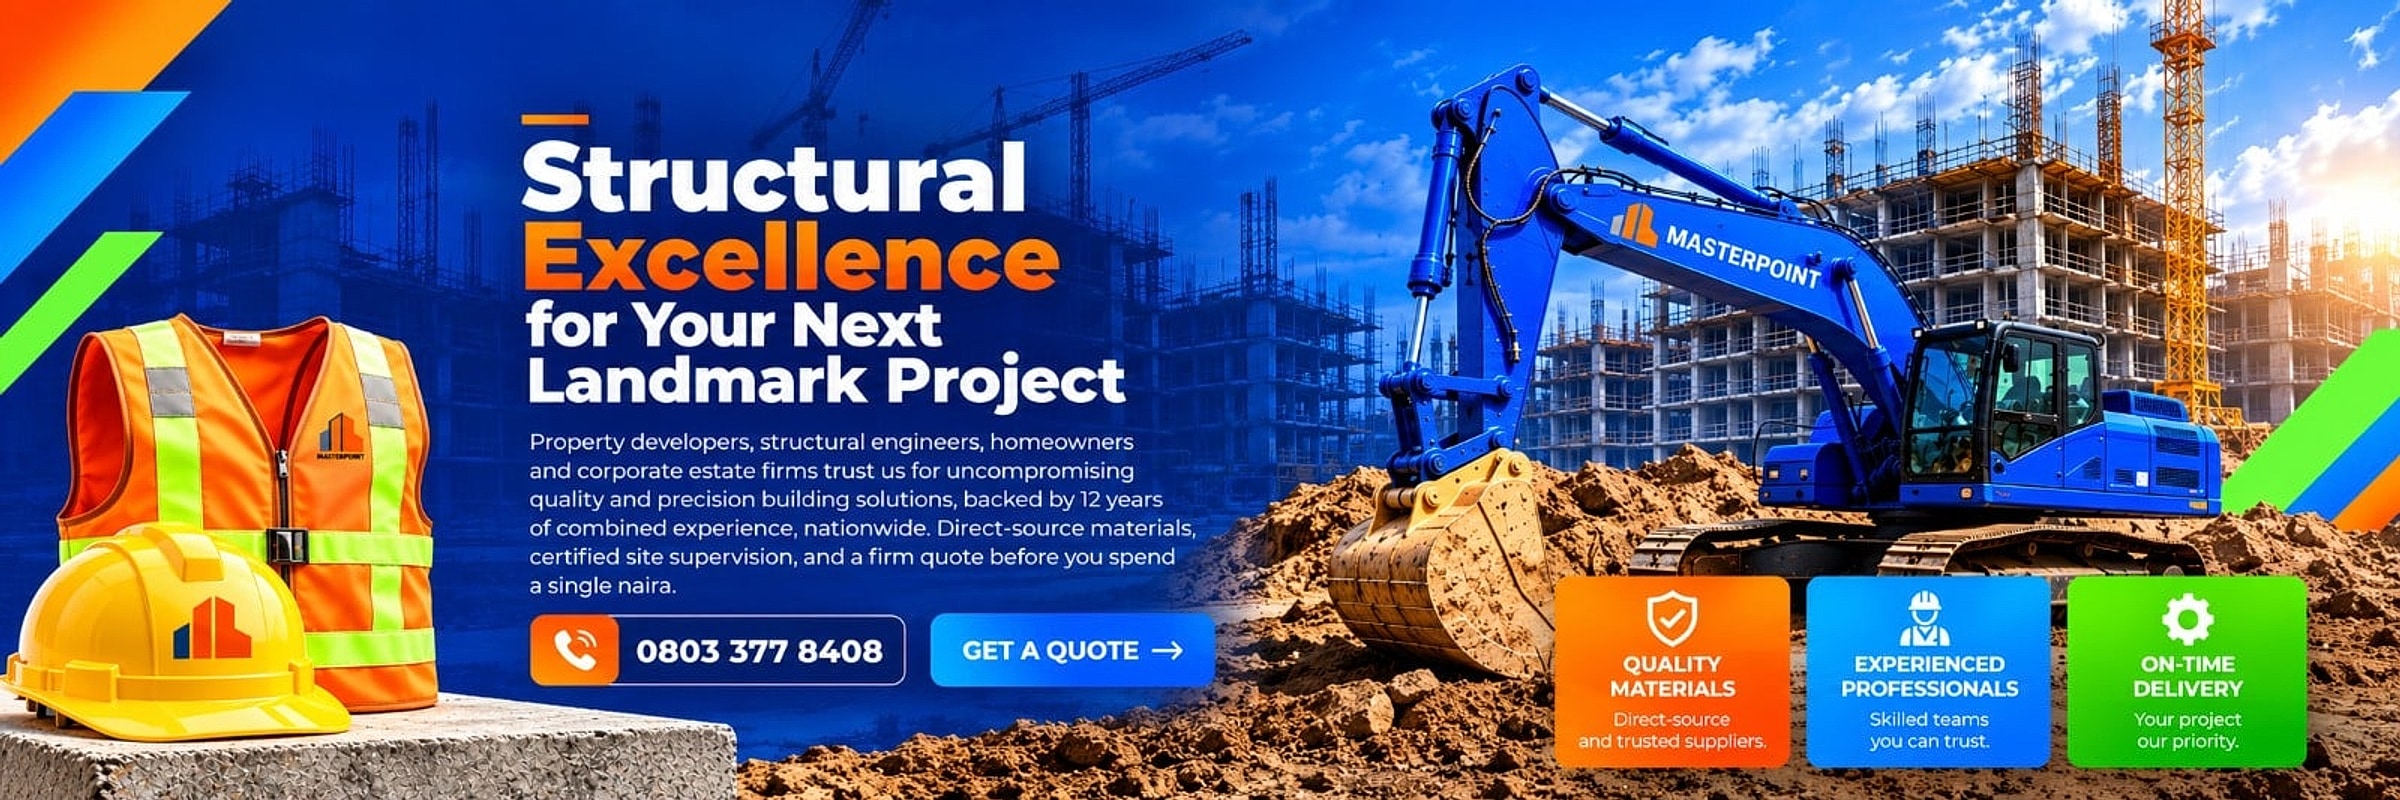 Structural
Excellence
for Your Next
Landmark Project
Property developers, structural engineers, homeowners
and corporate estate firms trust us for uncompromising
quality and precision building solutions, backed by 12 years
of combined experience, nationwide. Direct-source materials,
certified site supervision, and a firm quote before you spend
a single naira.
0803 377 8408
GET A QUOTE
MASTERPOINT
QUALITY
MATERIALS
Direct-source
and trusted suppliers.
EXPERIENCED
PROFESSIONALS
Skilled teams
you can trust.
ON-TIME
DELIVERY
Your project
our priority.